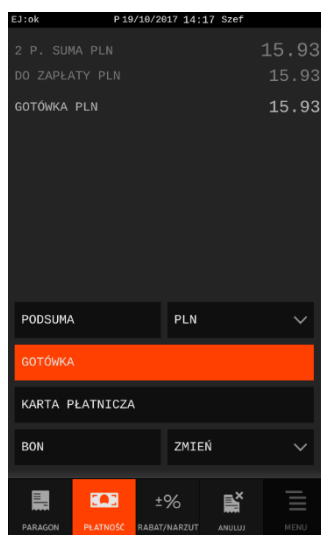 EJ:ok P 19/10/2017 14:17 Szef
2 P. SUMA PLN 15.93
DO ZAPŁATY PLN 15.93
GOTÓWKA PLN 15.93
PODSUMA PLN
GOTÓWKA
KARTA PŁATNICZA
BON ZMIEŃ
±%
PARAGON PŁATNOŚĆ RABAT/NARZUT ANULUJ MENU